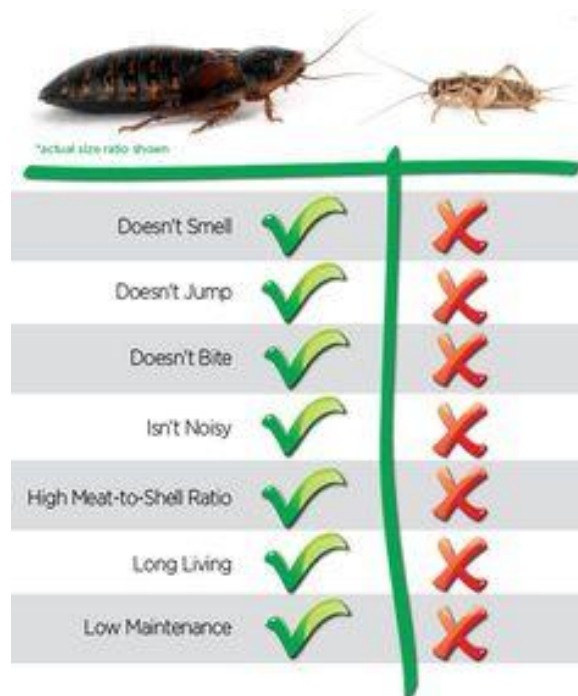 *actual size ratio shown
Doesn't Smell
Doesn't Jump
Doesn't Bite
Isn't Noisy
High Meat-to-Shell Ratio
Long Living
Low Maintenance